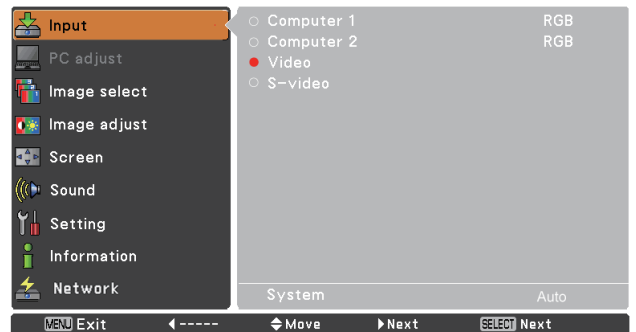 Input
PC adjust
Image select
Image adjust
Screen
Sound
Setting
Information
Network
Computer 1 RGB
Computer 2 RGB
Video
S-video
System Auto
MENU Exit ◀----- Move ▶Next SELECT Next